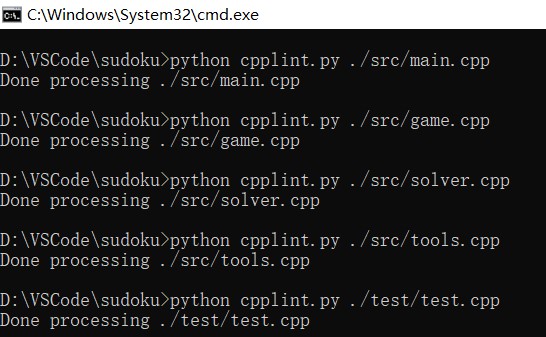 C:\Windows\System32\cmd.exe
D:\VSCode\sudoku>python cpplint.py ./src/main.cpp
Done processing ./src/main.cpp
D:\VSCode\sudoku>python cpplint.py ./src/game.cpp
Done processing ./src/game.cpp
D:\VSCode\sudoku>python cpplint.py ./src/solver.cpp
Done processing ./src/solver.cpp
D:\VSCode\sudoku>python cpplint.py ./src/tools.cpp
Done processing ./src/tools.cpp
D:\VSCode\sudoku>python cpplint.py ./test/test.cpp
Done processing ./test/test.cpp